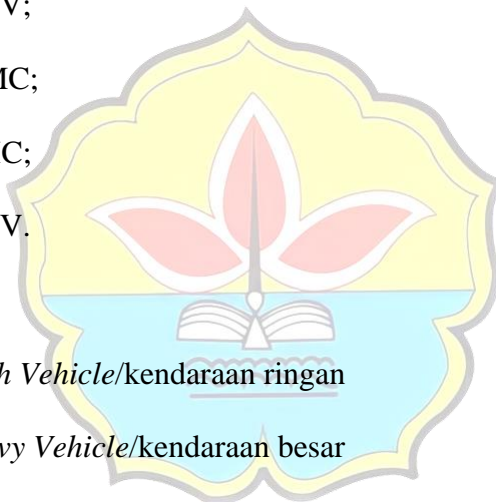 V;
MC;
C;
V.
h Vehicle/kendaraan ringan
vy Vehicle/kendaraan besar